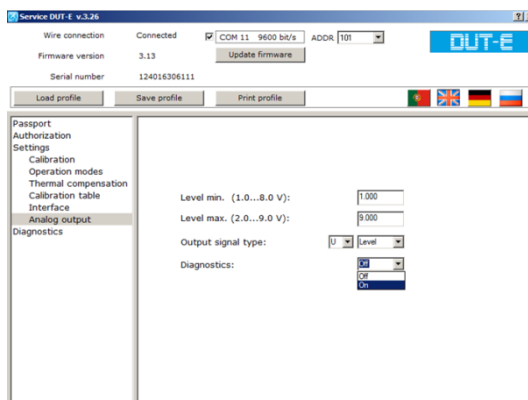 Service DUT-E v.3.26
Wire connection Connected COM 11 9600 bit/s ADDR 101
DUT-E
Firmware version 3.13 Update firmware
Serial number 124016306111
Load profile Save profile Print profile
Passport
Authorization
Settings
Calibration
Operation modes
Thermal compensation
Calibration table
Interface
Analog output
Diagnostics
Level min. (1.0...8.0 V): 1.000
Level max. (2.0...9.0 V): 9.000
Output signal type: U Level
Diagnostics: Off
Off
On